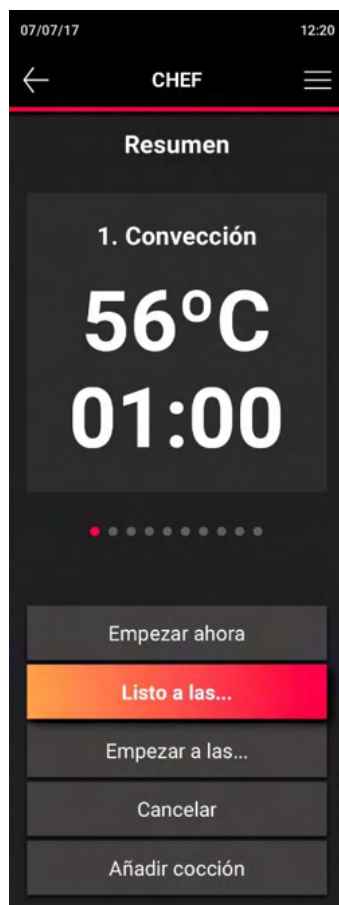 07/07/17 12:20
CHEF
Resumen
1. Convección
56ºC
01:00
Empezar ahora
Listo a las...
Empezar a las...
Cancelar
Añadir cocción